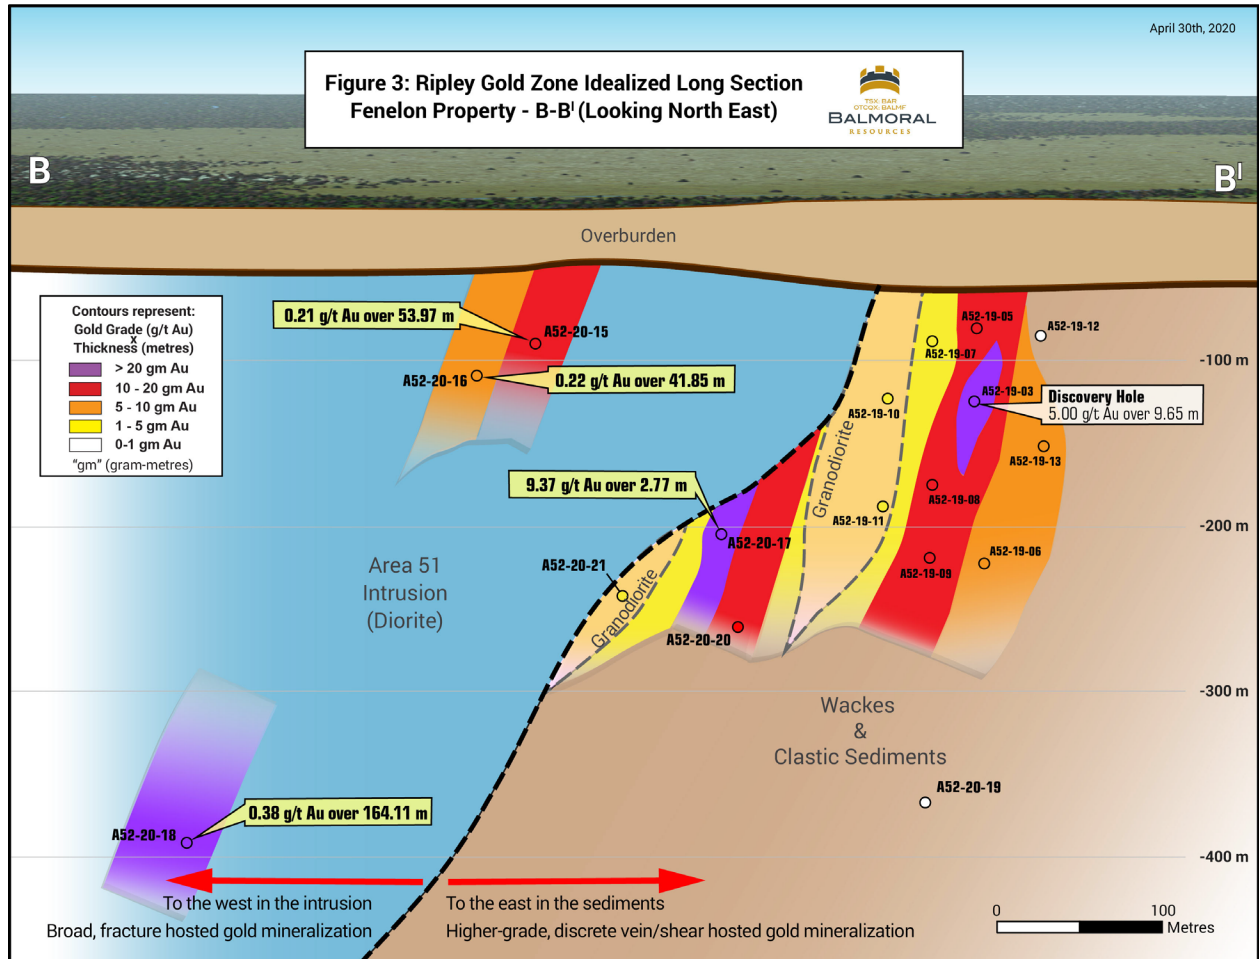 April 30th, 2020
Figure 3: Ripley Gold Zone Idealized Long Section
Fenelon Property - B-B^I (Looking North East)
TSX: BAR
OTCQX: BALMF
BALMORAL
RESOURCES
B
B^I
Overburden
Contours represent:
Gold Grade (g/t Au)
x
Thickness (metres)
> 20 gm Au
10 - 20 gm Au
5 - 10 gm Au
1 - 5 gm Au
0-1 gm Au
“gm” (gram-metres)
0.21 g/t Au over 53.97 m
A52-20-15
A52-20-16
0.22 g/t Au over 41.85 m
A52-19-05
A52-19-12
A52-19-07
-100 m
A52-19-03
Discovery Hole
5.00 g/t Au over 9.65 m
A52-19-10
A52-19-13
Granodiorite
9.37 g/t Au over 2.77 m
A52-19-08
A52-19-11
-200 m
A52-20-17
A52-19-06
A52-19-09
A52-20-21
Area 51
Intrusion
(Diorite)
Granodiorite
A52-20-20
-300 m
Wackes
&
Clastic Sediments
A52-20-19
0.38 g/t Au over 164.11 m
A52-20-18
-400 m
To the west in the intrusion
Broad, fracture hosted gold mineralization
To the east in the sediments
Higher-grade, discrete vein/shear hosted gold mineralization
0 100
Metres